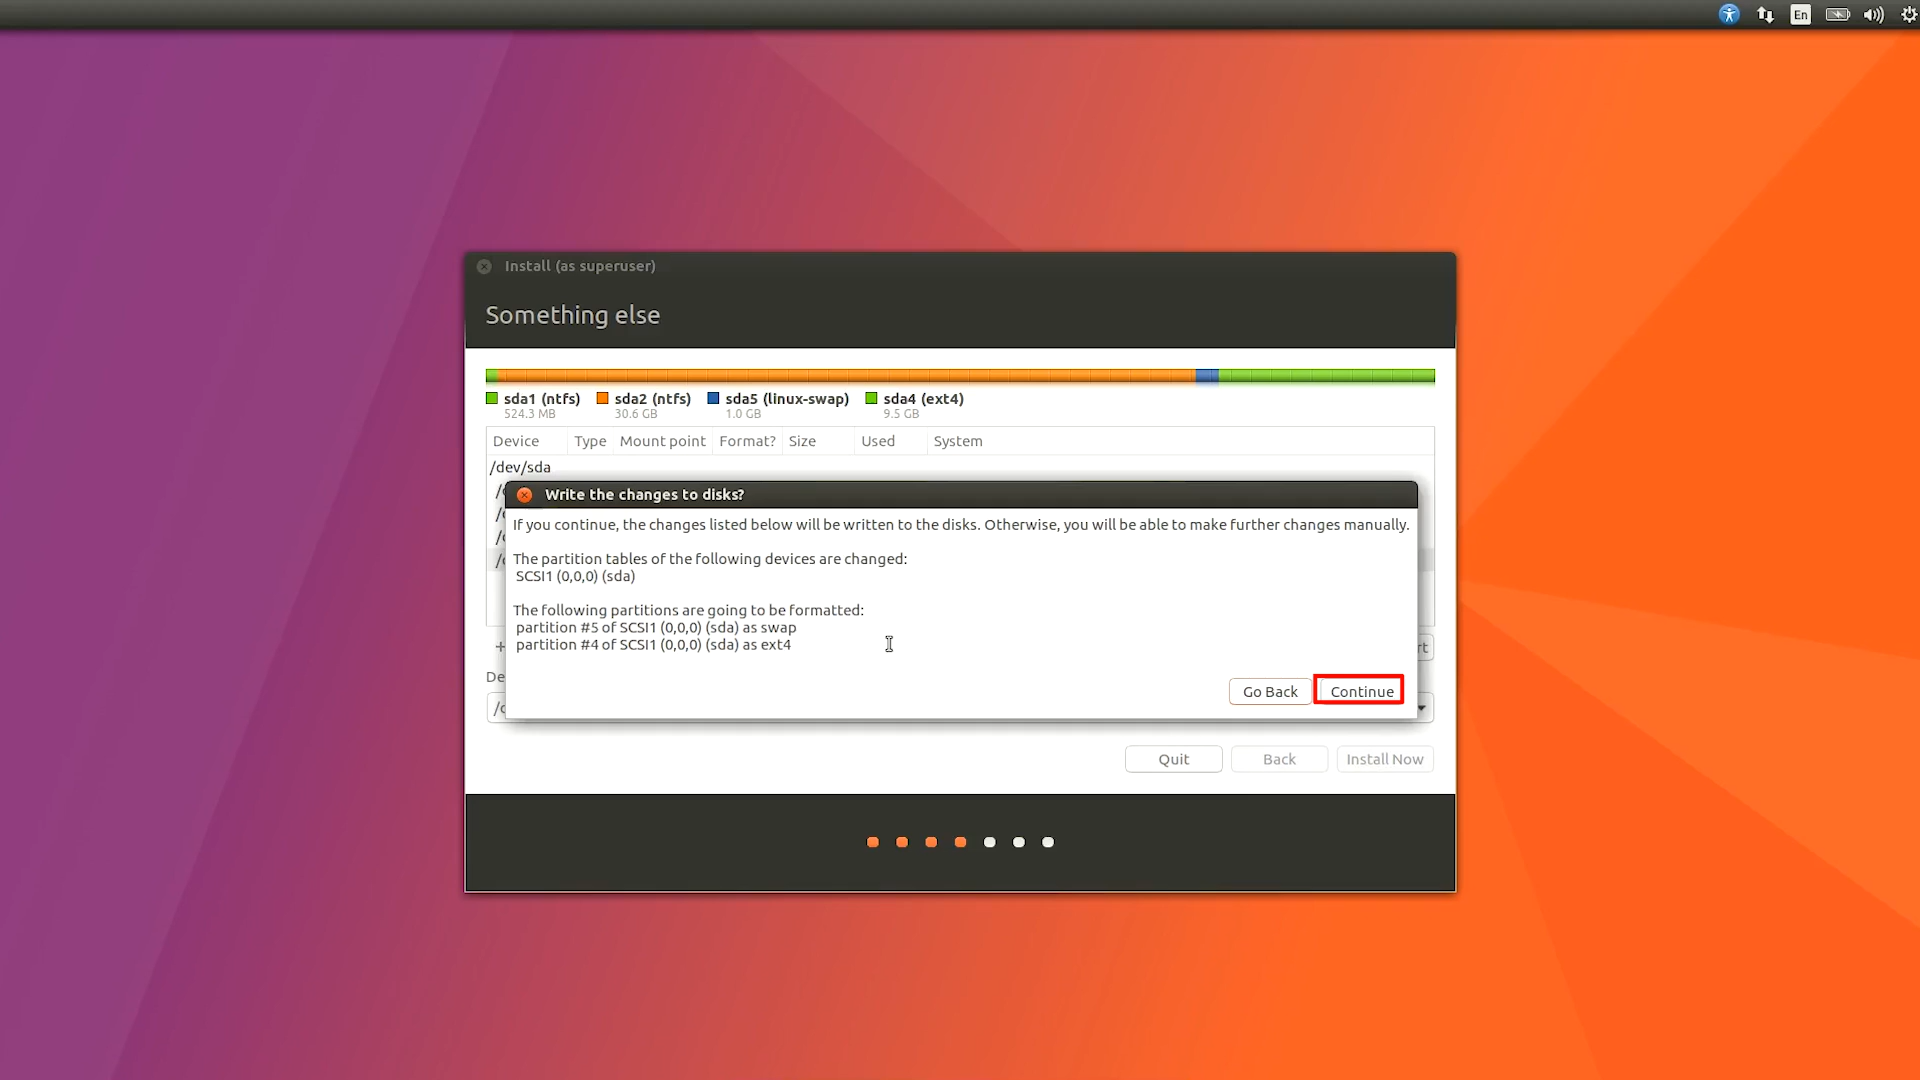 En
Install (as superuser)
Something else
sda1 (ntfs) sda2 (ntfs) sda5 (linux-swap) sda4 (ext4)
524.3 MB 30.6 GB 1.0 GB 9.5 GB
Device Type Mount point Format? Size Used System
/dev/sda
Write the changes to disks?
If you continue, the changes listed below will be written to the disks. Otherwise, you will be able to make further changes manually.
The partition tables of the following devices are changed:
SCSI1 (0,0,0) (sda)
The following partitions are going to be formatted:
partition #5 of SCSI1 (0,0,0) (sda) as swap
partition #4 of SCSI1 (0,0,0) (sda) as ext4
Go Back Continue
Quit Back Install Now